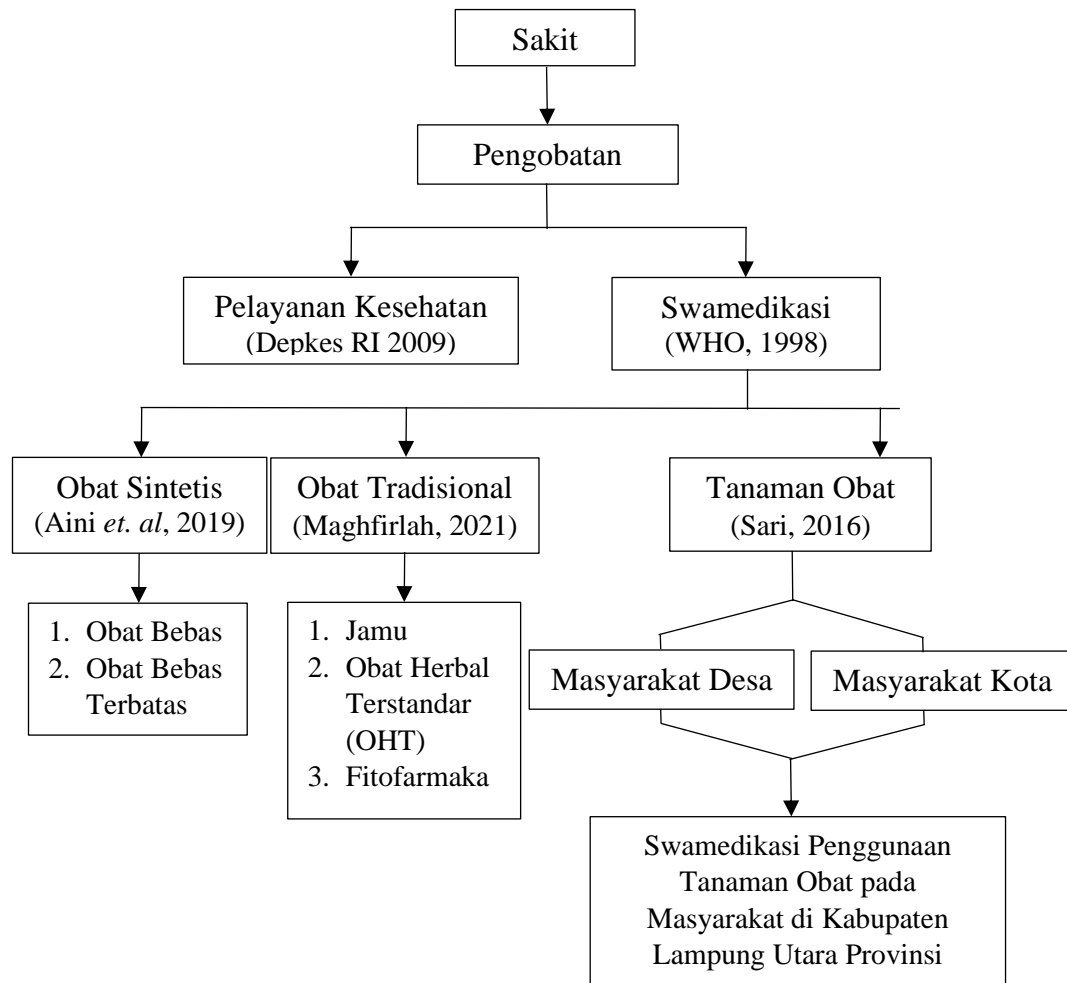 Sakit
Pengobatan
Pelayanan Kesehatan
(Depkes RI 2009)
Swamedikasi
(WHO, 1998)
Obat Sintetis
(Aini et. al, 2019)
Obat Tradisional
(Maghfirlah, 2021)
Tanaman Obat
(Sari, 2016)
1. Obat Bebas
2. Obat Bebas
Terbatas
1. Jamu
2. Obat Herbal
Terstandar
(OHT)
3. Fitofarmaka
Masyarakat Desa
Masyarakat Kota
Swamedikasi Penggunaan
Tanaman Obat pada
Masyarakat di Kabupaten
Lampung Utara Provinsi